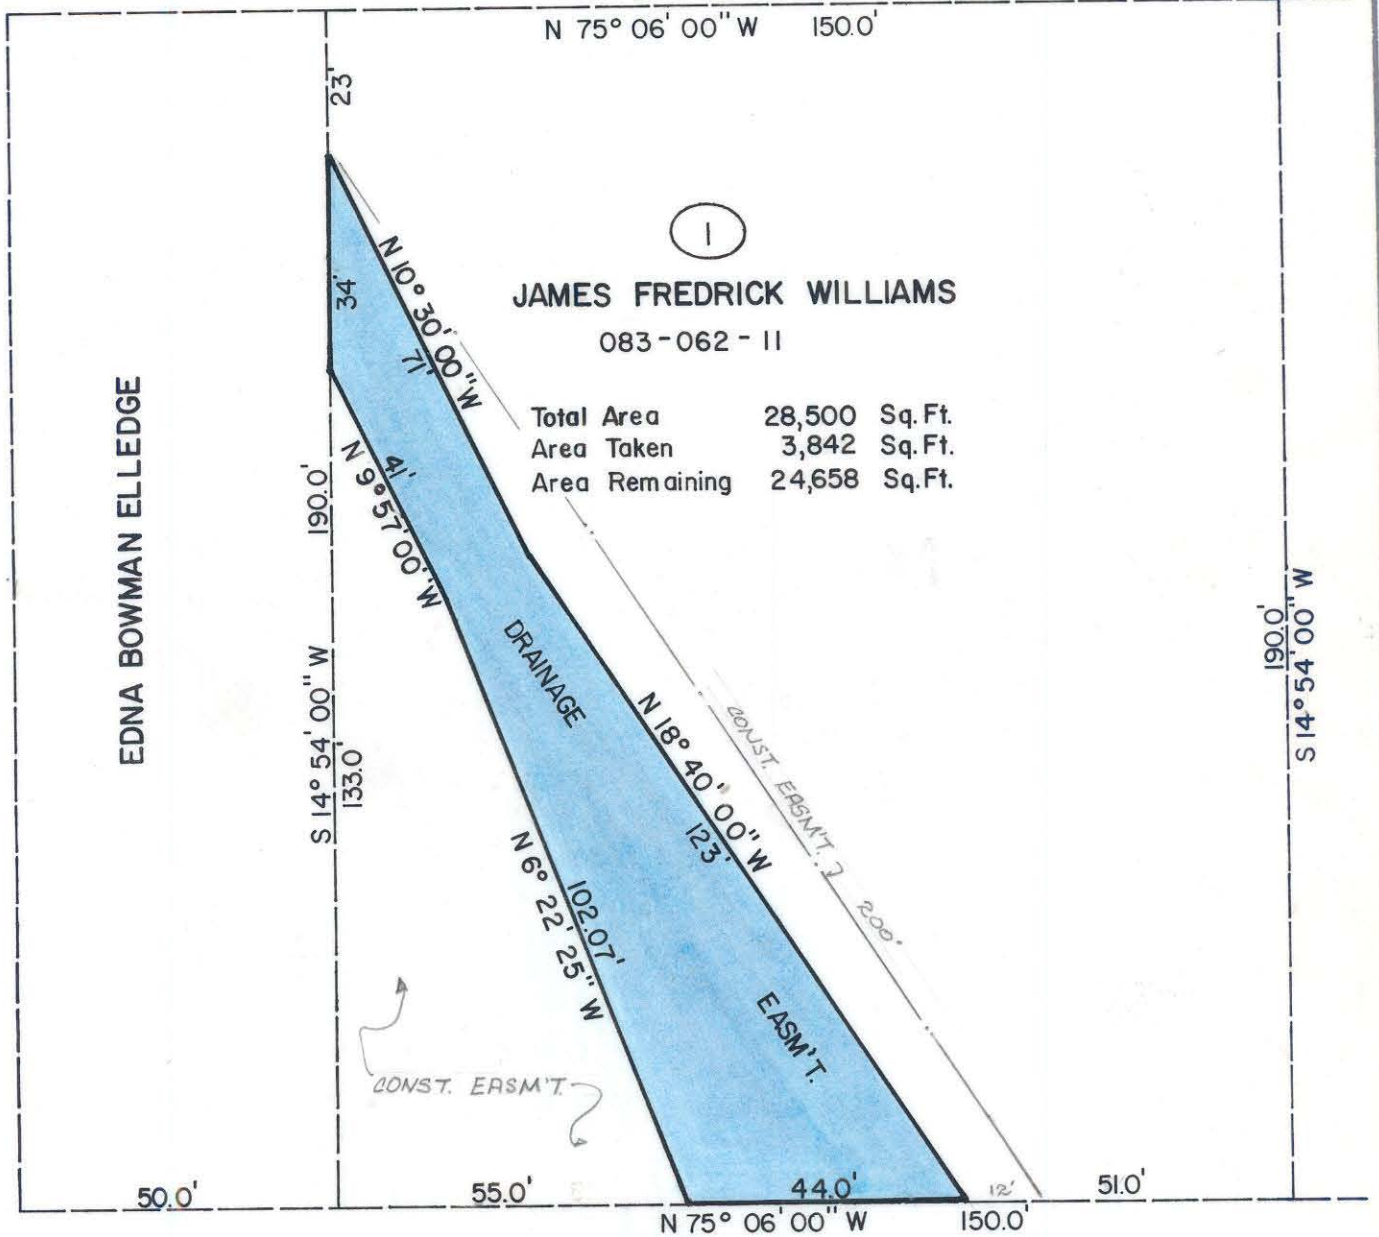 N 75° 06' 00" W 150.0'
23'
34'
N 10° 30' 00" W
71'
1
JAMES FREDRICK WILLIAMS
083-062-11
Total Area 28,500 Sq. Ft.
Area Taken 3,842 Sq. Ft.
Area Remaining 24,658 Sq. Ft.
EDNA BOWMAN ELLEDGE
190.0'
S 14° 54' 00" W
133.0'
41'
N 9° 57' 00" W
DRAINAGE
EASM'T.
N 18° 40' 00" W
123'
CONST. EASM'T.
200'
N 6° 22' 25" W
102.07'
CONST. EASM'T.
190.0'
S 14° 54' 00" W
50.0'
55.0'
44.0'
12'
51.0'
N 75° 06' 00" W 150.0'